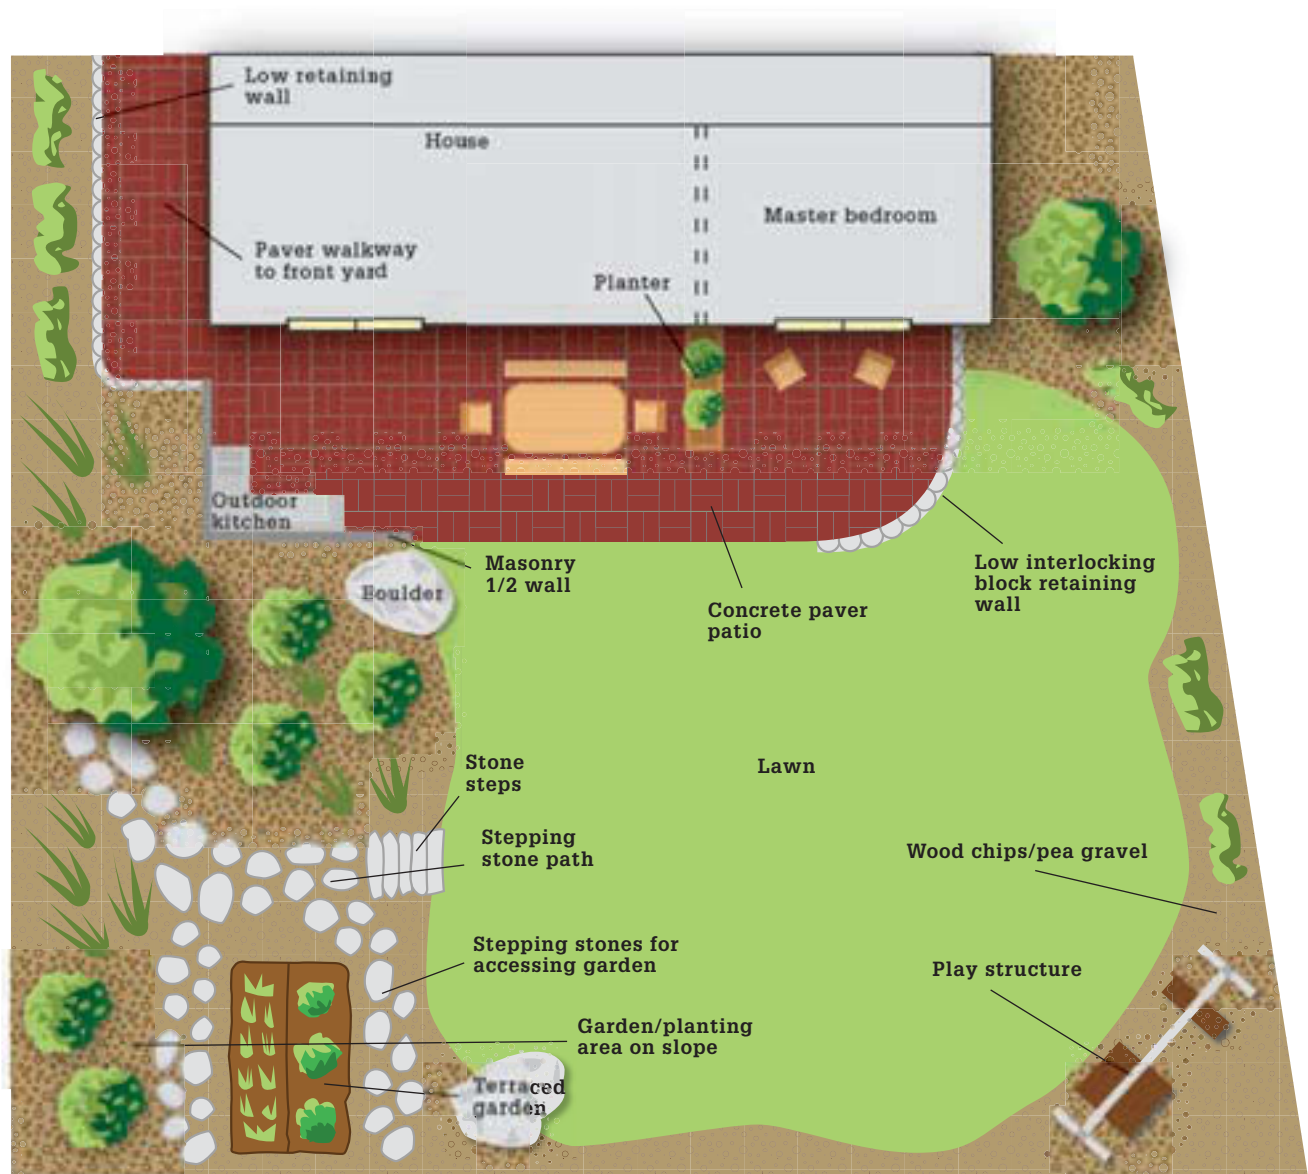 Low retaining
wall
House
Master bedroom
Paver walkway
to front yard
Planter
Outdoor
kitchen
Masonry
1/2 wall
Low interlocking
block retaining
wall
Boulder
Concrete paver
patio
Stone
steps
Lawn
Stepping
stone path
Wood chips/pea gravel
Stepping stones for
accessing garden
Play structure
Garden/planting
area on slope
Terraced
garden